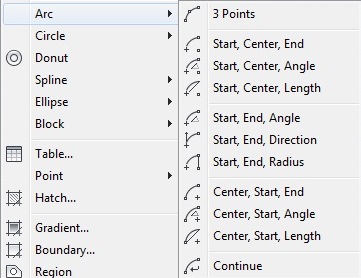 Arc
Circle
Donut
Spline
Ellipse
Block
Table...
Point
Hatch...
Gradient...
Boundary...
Region
3 Points
Start, Center, End
Start, Center, Angle
Start, Center, Length
Start, End, Angle
Start, End, Direction
Start, End, Radius
Center, Start, End
Center, Start, Angle
Center, Start, Length
Continue